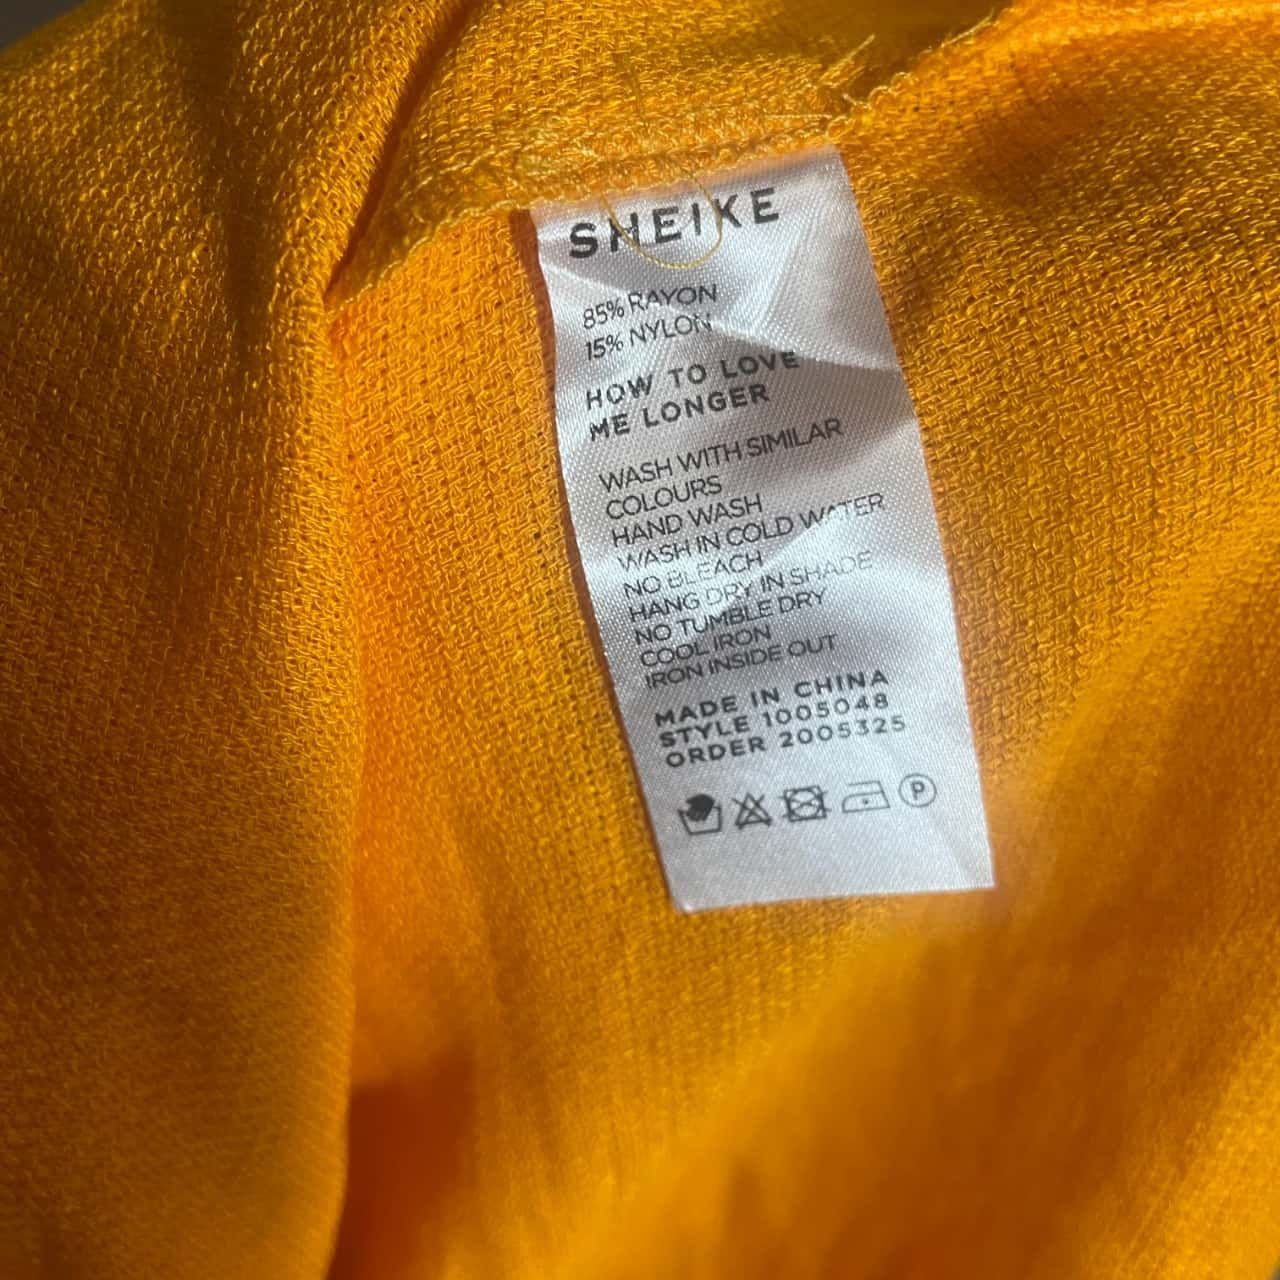 SHEIKE
85% RAYON
15% NYLON
HOW TO LOVE
ME LONGER
WASH WITH SIMILAR
COLOURS
HAND WASH
WASH IN COLD WATER
NO BLEACH
HANG DRY IN SHADE
NO TUMBLE DRY
COOL IRON
IRON INSIDE OUT
MADE IN CHINA
STYLE 1005048
ORDER 2005325
P